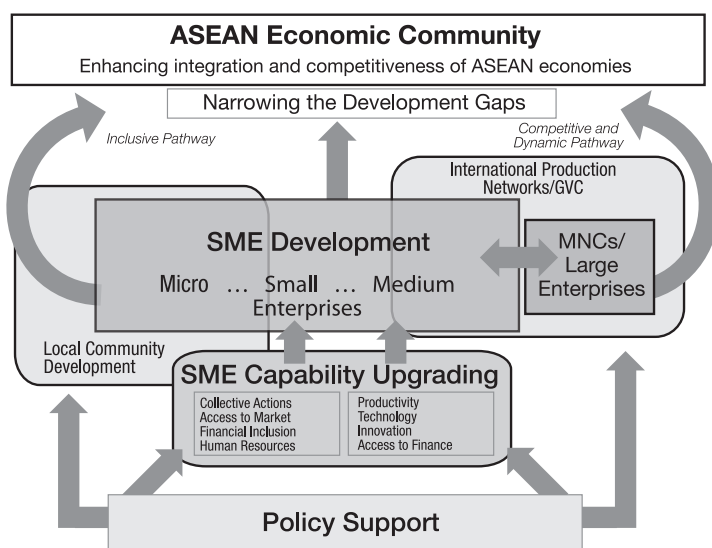 ASEAN Economic Community
Enhancing integration and competitiveness of ASEAN economies
Narrowing the Development Gaps
Inclusive Pathway
Competitive and
Dynamic Pathway
International Production
Networks/GVC
SME Development
Micro … Small … Medium
Enterprises
MNCs/
Large
Enterprises
Local Community
Development
SME Capability Upgrading
Collective Actions
Access to Market
Financial Inclusion
Human Resources
Productivity
Technology
Innovation
Access to Finance
Policy Support